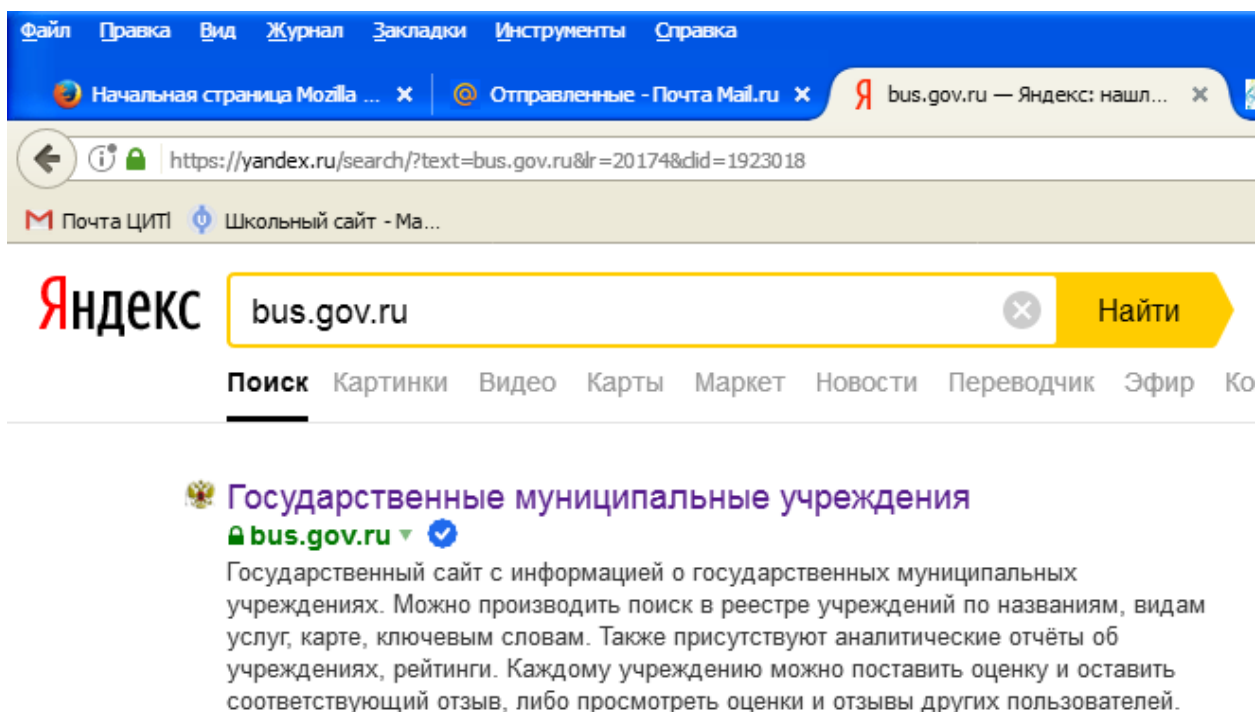 Файл Правка Вид Журнал Закладки Инструменты Справка
Начальная страница Mozilla ... × @ Отправленные - Почта Mail.ru × Я bus.gov.ru — Яндекс: нашл... ×
https://yandex.ru/search/?text=bus.gov.ru&lr=20174&clid=1923018
Почта ЦИТ Школьный сайт - Ма...
Яндекс bus.gov.ru Найти
Поиск Картинки Видео Карты Маркет Новости Переводчик Эфир Ко
Государственные муниципальные учреждения
bus.gov.ru
Государственный сайт с информацией о государственных муниципальных
учреждениях. Можно производить поиск в реестре учреждений по названиям, видам
услуг, карте, ключевым словам. Также присутствуют аналитические отчёты об
учреждениях, рейтинги. Каждому учреждению можно поставить оценку и оставить
соответствующий отзыв, либо просмотреть оценки и отзывы других пользователей.